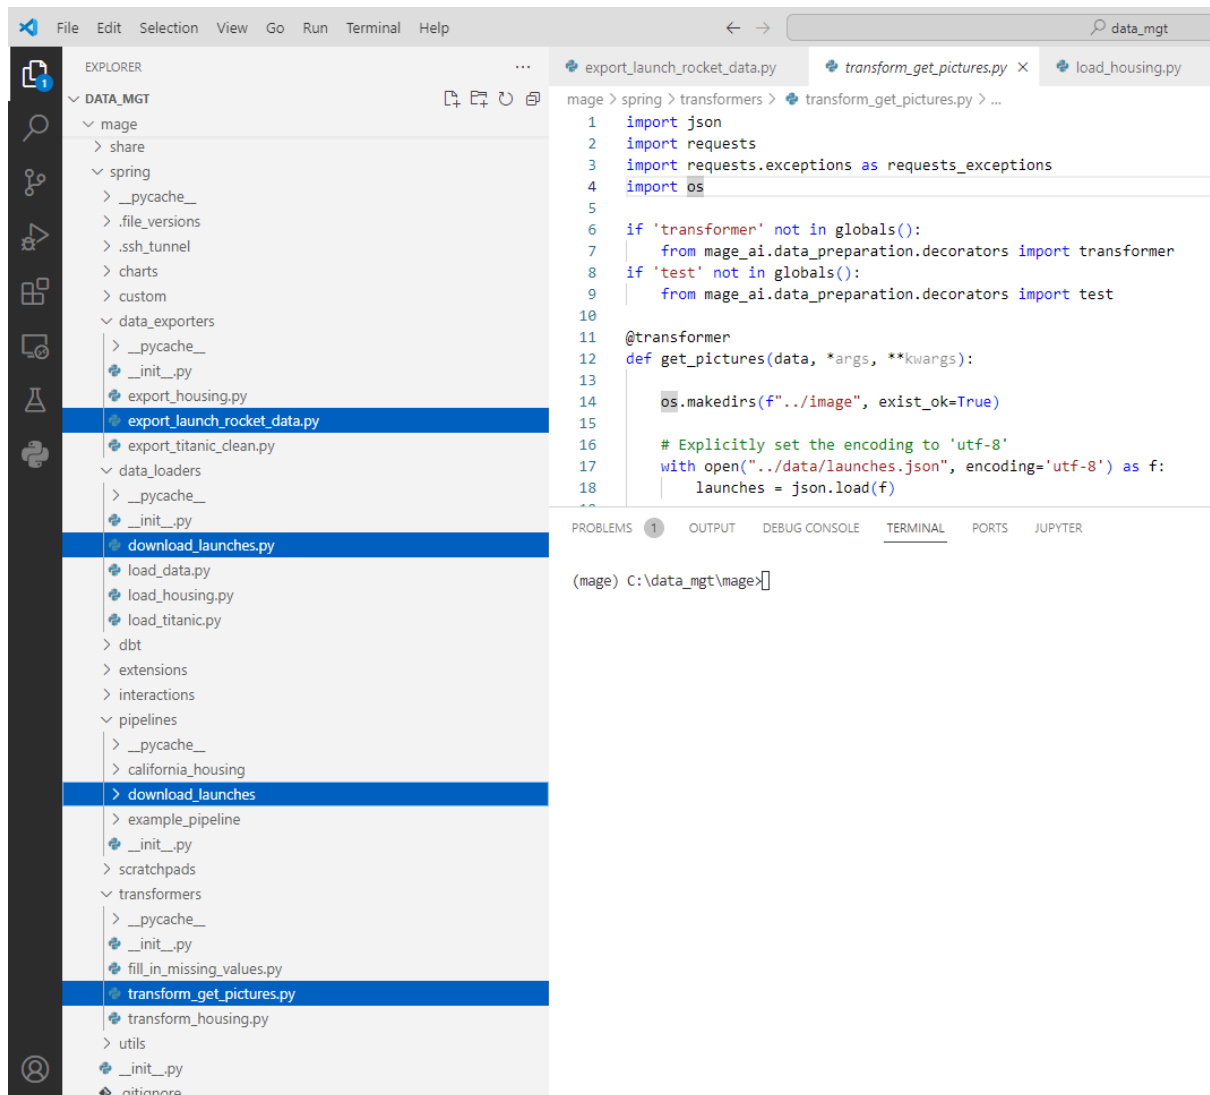 File Edit Selection View Go Run Terminal Help
data_mgt
1
EXPLORER
DATA_MGT
mage
share
spring
__pycache__
.file_versions
.ssh_tunnel
charts
custom
data_exporters
__pycache__
__init__.py
export_housing.py
export_launch_rocket_data.py
export_titanic_clean.py
data_loaders
__pycache__
__init__.py
download_launches.py
load_data.py
load_housing.py
load_titanic.py
dbt
extensions
interactions
pipelines
__pycache__
california_housing
download_launches
example_pipeline
__init__.py
scratchpads
transformers
__pycache__
__init__.py
fill_in_missing_values.py
transform_get_pictures.py
transform_housing.py
utils
__init__.py
.gitignore
export_launch_rocket_data.py transform_get_pictures.py load_housing.py
mage > spring > transformers > transform_get_pictures.py > ...
1 import json
2 import requests
3 import requests.exceptions as requests_exceptions
4 import os
5
6 if 'transformer' not in globals():
7 from mage_ai.data_preparation.decorators import transformer
8 if 'test' not in globals():
9 from mage_ai.data_preparation.decorators import test
10
11 @transformer
12 def get_pictures(data, *args, **kwargs):
13
14 os.makedirs(f"../image", exist_ok=True)
15
16 # Explicitly set the encoding to 'utf-8'
17 with open("../data/launches.json", encoding='utf-8') as f:
18 launches = json.load(f)
PROBLEMS 1 OUTPUT DEBUG CONSOLE TERMINAL PORTS JUPYTER
(mage) C:\data_mgt\mage>